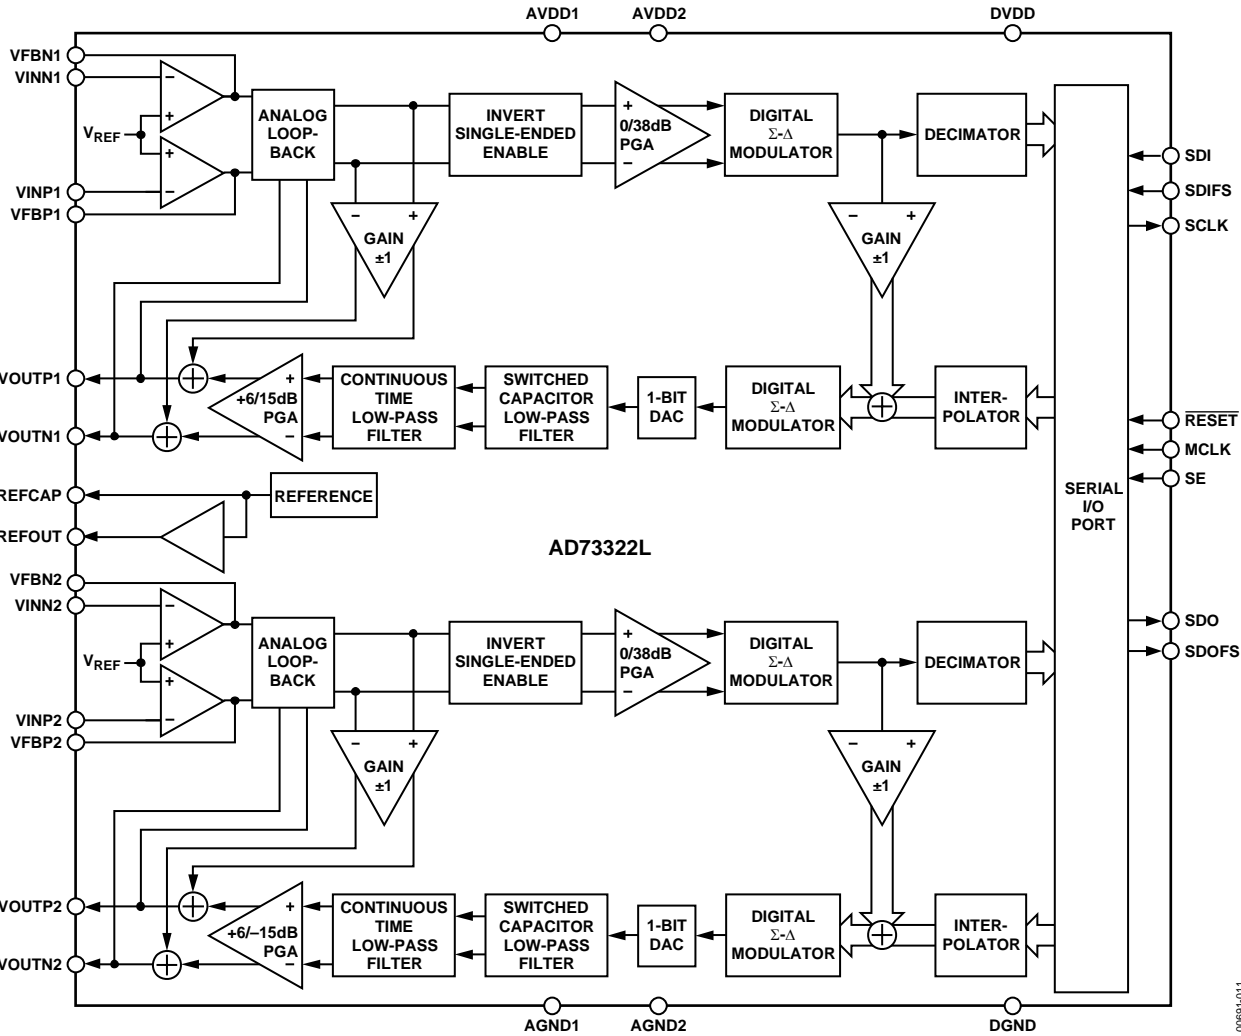 AVDD1 AVDD2 DVDD
VFBN1
VINN1
VREF
VINP1
VFBP1
− + + −
ANALOG
LOOP-
BACK
INVERT
SINGLE-ENDED
ENABLE
+
0/38dB
PGA
−
DIGITAL
Σ-Δ
MODULATOR
DECIMATOR
− +
GAIN
±1
− +
GAIN
±1
SDI
SDIFS
SCLK
VOUTP1
VOUTN1
+
+6/15dB
PGA
−
CONTINUOUS
TIME
LOW-PASS
FILTER
SWITCHED
CAPACITOR
LOW-PASS
FILTER
1-BIT
DAC
DIGITAL
Σ-Δ
MODULATOR
INTER-
POLATOR
RESET
MCLK
SE
SERIAL
I/O
PORT
REFCAP
REFOUT
REFERENCE
AD73322L
VFBN2
VINN2
VREF
VINP2
VFBP2
− + + −
ANALOG
LOOP-
BACK
INVERT
SINGLE-ENDED
ENABLE
+
0/38dB
PGA
−
DIGITAL
Σ-Δ
MODULATOR
DECIMATOR
SDO
SDOFS
− +
GAIN
±1
− +
GAIN
±1
VOUTP2
VOUTN2
+
+6/−15dB
PGA
−
CONTINUOUS
TIME
LOW-PASS
FILTER
SWITCHED
CAPACITOR
LOW-PASS
FILTER
1-BIT
DAC
DIGITAL
Σ-Δ
MODULATOR
INTER-
POLATOR
AGND1 AGND2 DGND
00691-011